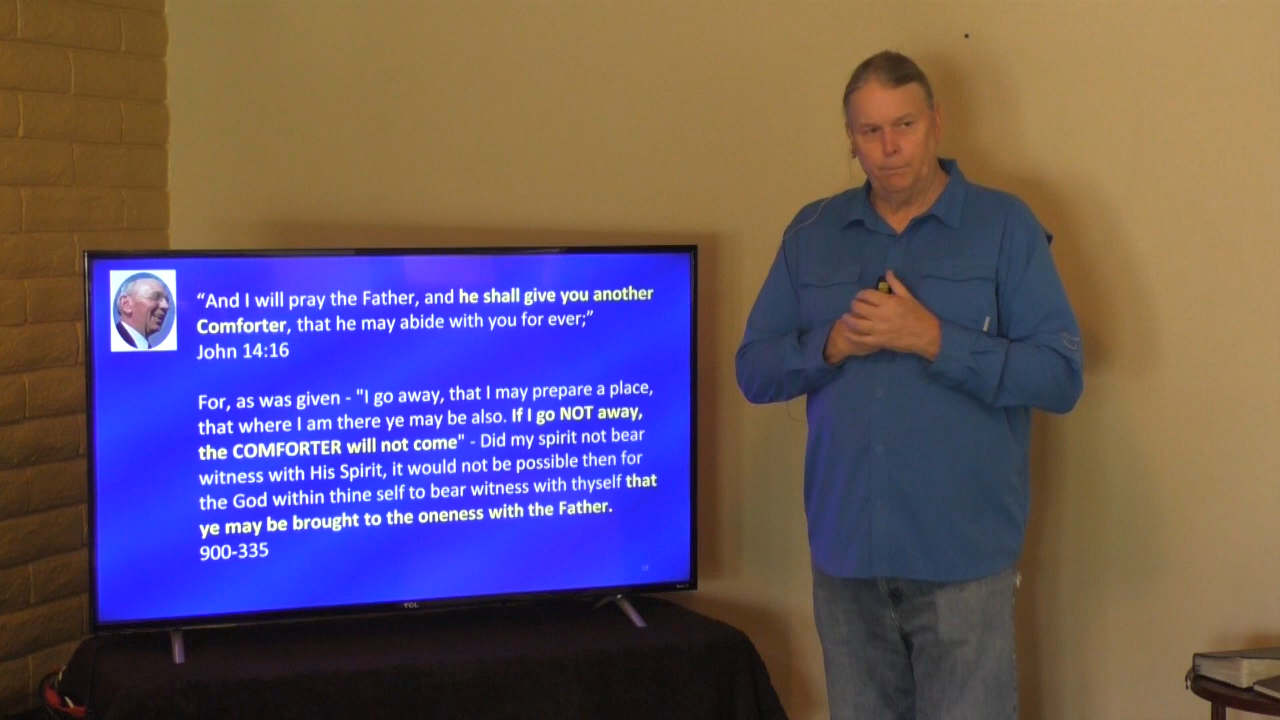 “And I will pray the Father, and he shall give you another
Comforter, that he may abide with you for ever;”
John 14:16
For, as was given - "I go away, that I may prepare a place,
that where I am there ye may be also. If I go NOT away,
the COMFORTER will not come" - Did my spirit not bear
witness with His Spirit, it would not be possible then for
the God within thine self to bear witness with thyself that
ye may be brought to the oneness with the Father.
900-335
TCL